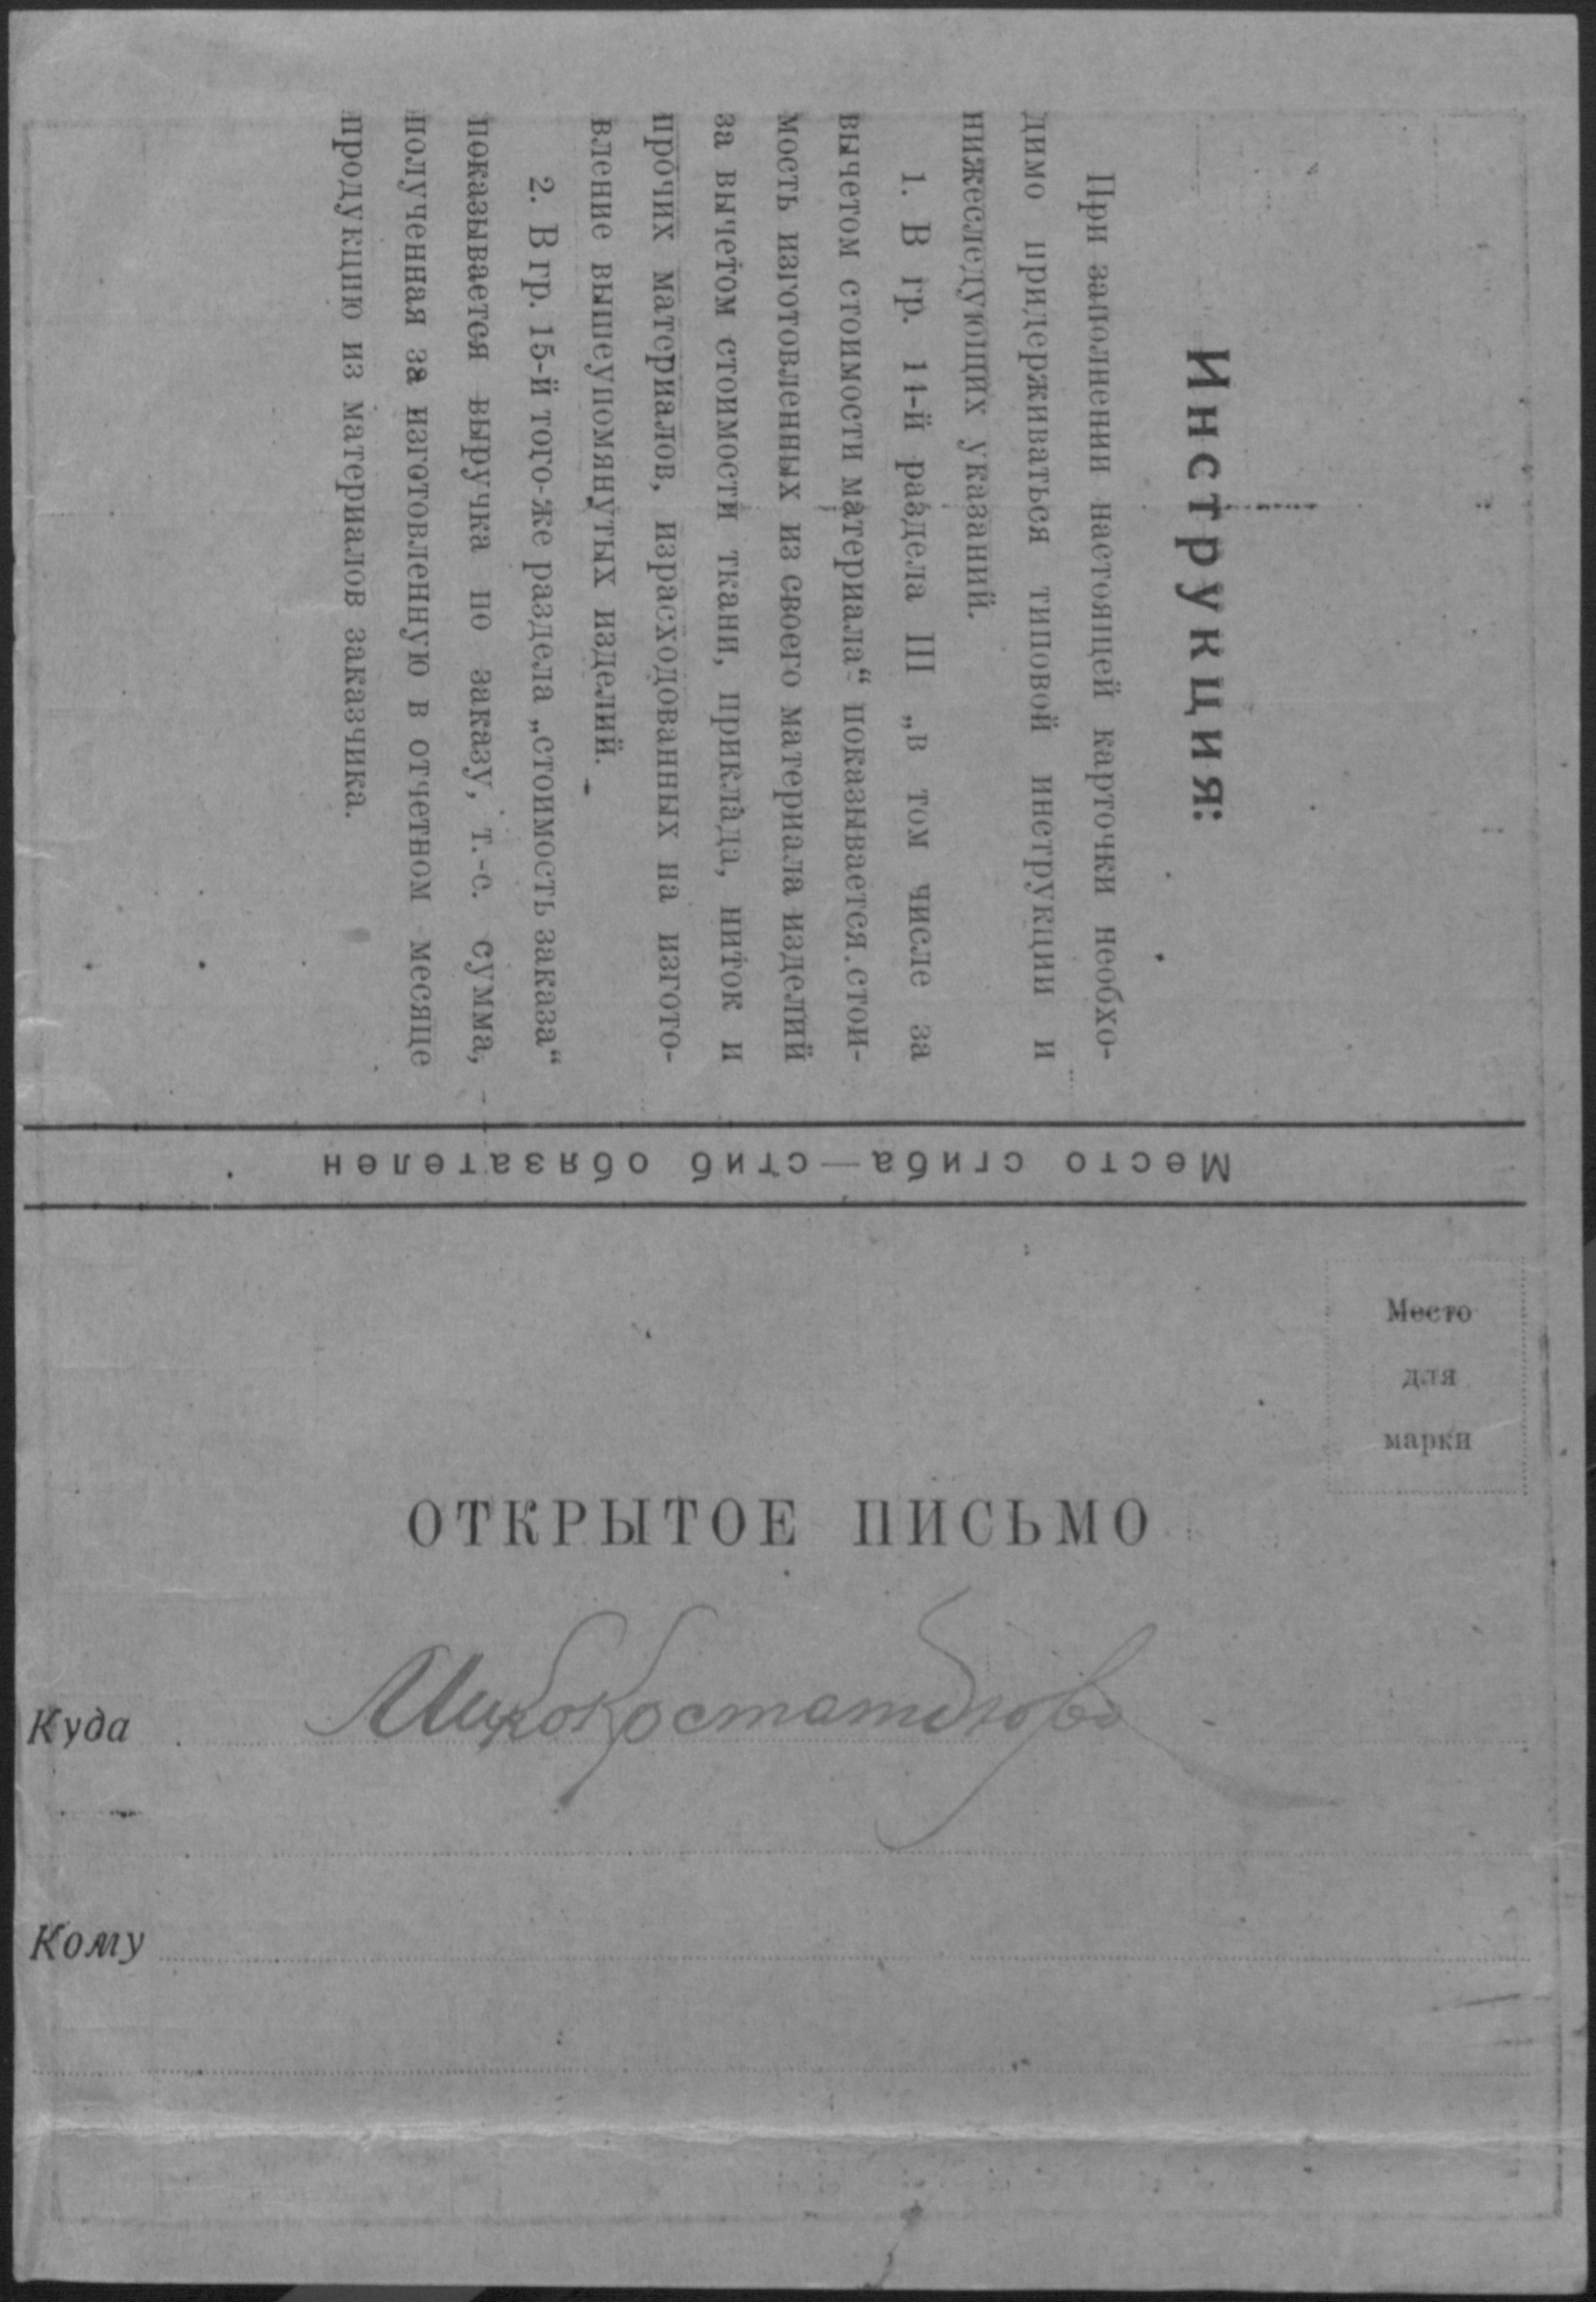 Инструкция:
При заполнении настоящей карточки необхо-
димо придерживаться типовой инструкции и
нижеследующих указаний.
1. В гр. 14-й раздела III „в том числе за
вычетом стоимости материала“ показывается стои-
мость изготовленных из своего материала изделий
за вычетом стоимости ткани, приклада, ниток и
прочих материалов, израсходованных на изгото-
вление вышеупомянутых изделий.
2. В гр. 15-й того-же раздела „стоимость заказа“
показывается выручка по заказу, т.-е. сумма,
полученная за изготовленную в отчетном месяце
продукцию из материалов заказчика.
Место сгиба — сгиб обязателен
Место
для
марки
ОТКРЫТОЕ ПИСЬМО
Куда
Кому